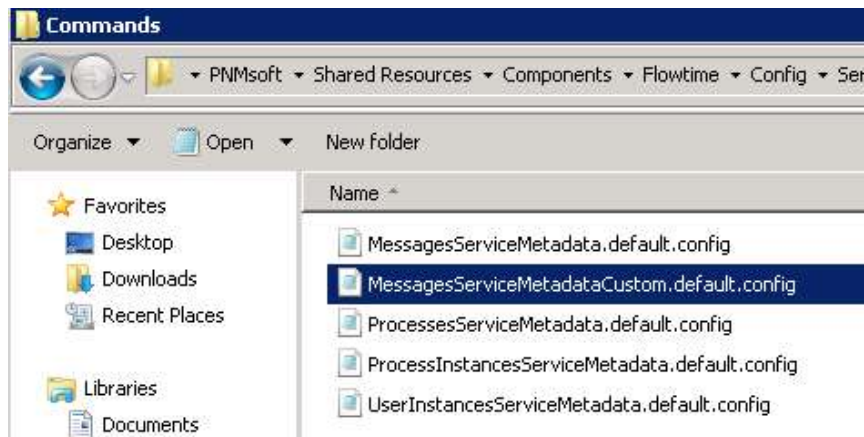 Commands
PNMsoft Shared Resources Components Flowtime Config Ser
Organize Open New folder
Favorites
Desktop
Downloads
Recent Places
Libraries
Documents
Name
MessagesServiceMetadata.default.config
MessagesServiceMetadataCustom.default.config
ProcessesServiceMetadata.default.config
ProcessInstancesServiceMetadata.default.config
UserInstancesServiceMetadata.default.config